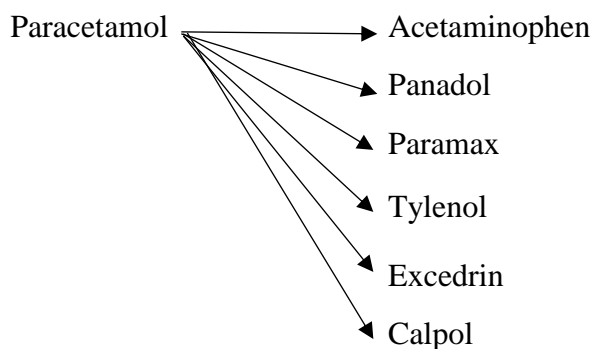 Paracetamol
Acetaminophen
Panadol
Paramax
Tylenol
Excedrin
Calpol